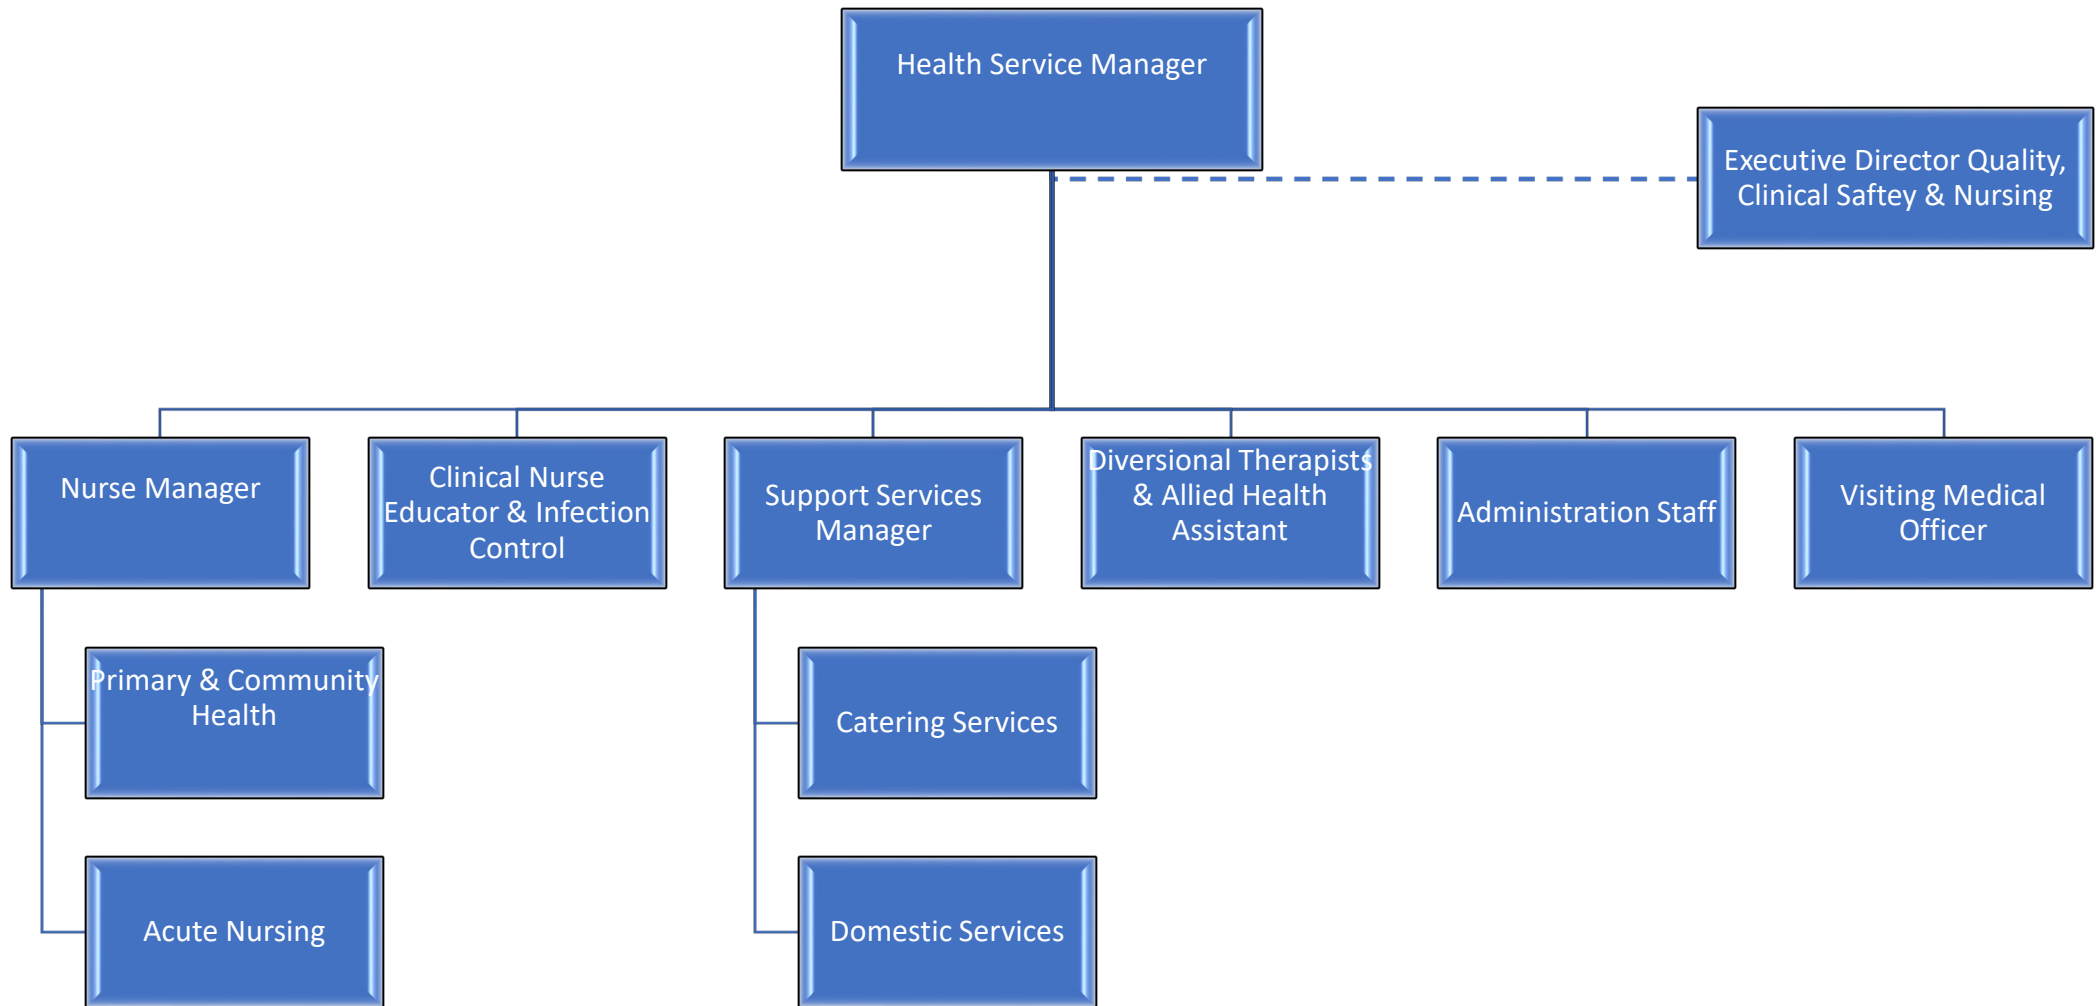 Health Service Manager
Executive Director Quality,
Clinical Saftey & Nursing
Nurse Manager
Clinical Nurse
Educator & Infection
Control
Support Services
Manager
Diversional Therapists
& Allied Health
Assistant
Administration Staff
Visiting Medical
Officer
Primary & Community
Health
Catering Services
Acute Nursing
Domestic Services